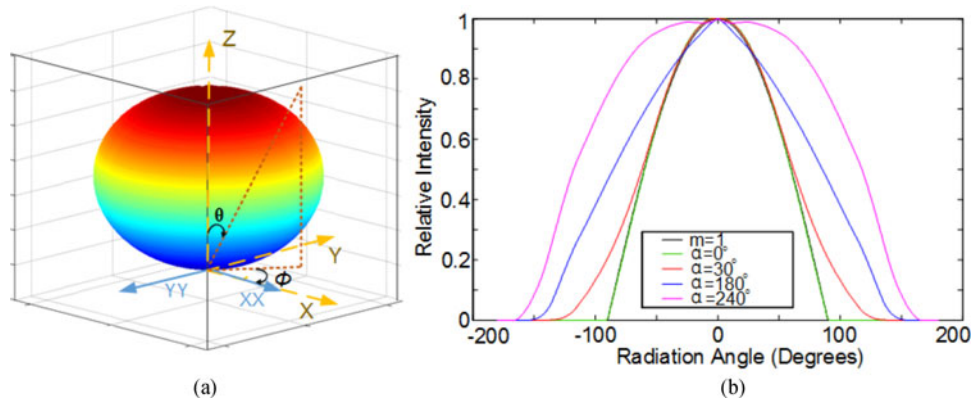 Z
θ
Y
YY
XX
Φ
X
(a)
Relative Intensity
1
0.8
0.6
0.4
0.2
0
-200
-100
0
100
200
m=1
α=0°
α=30°
α=180°
α=240°
Radiation Angle (Degrees)
(b)